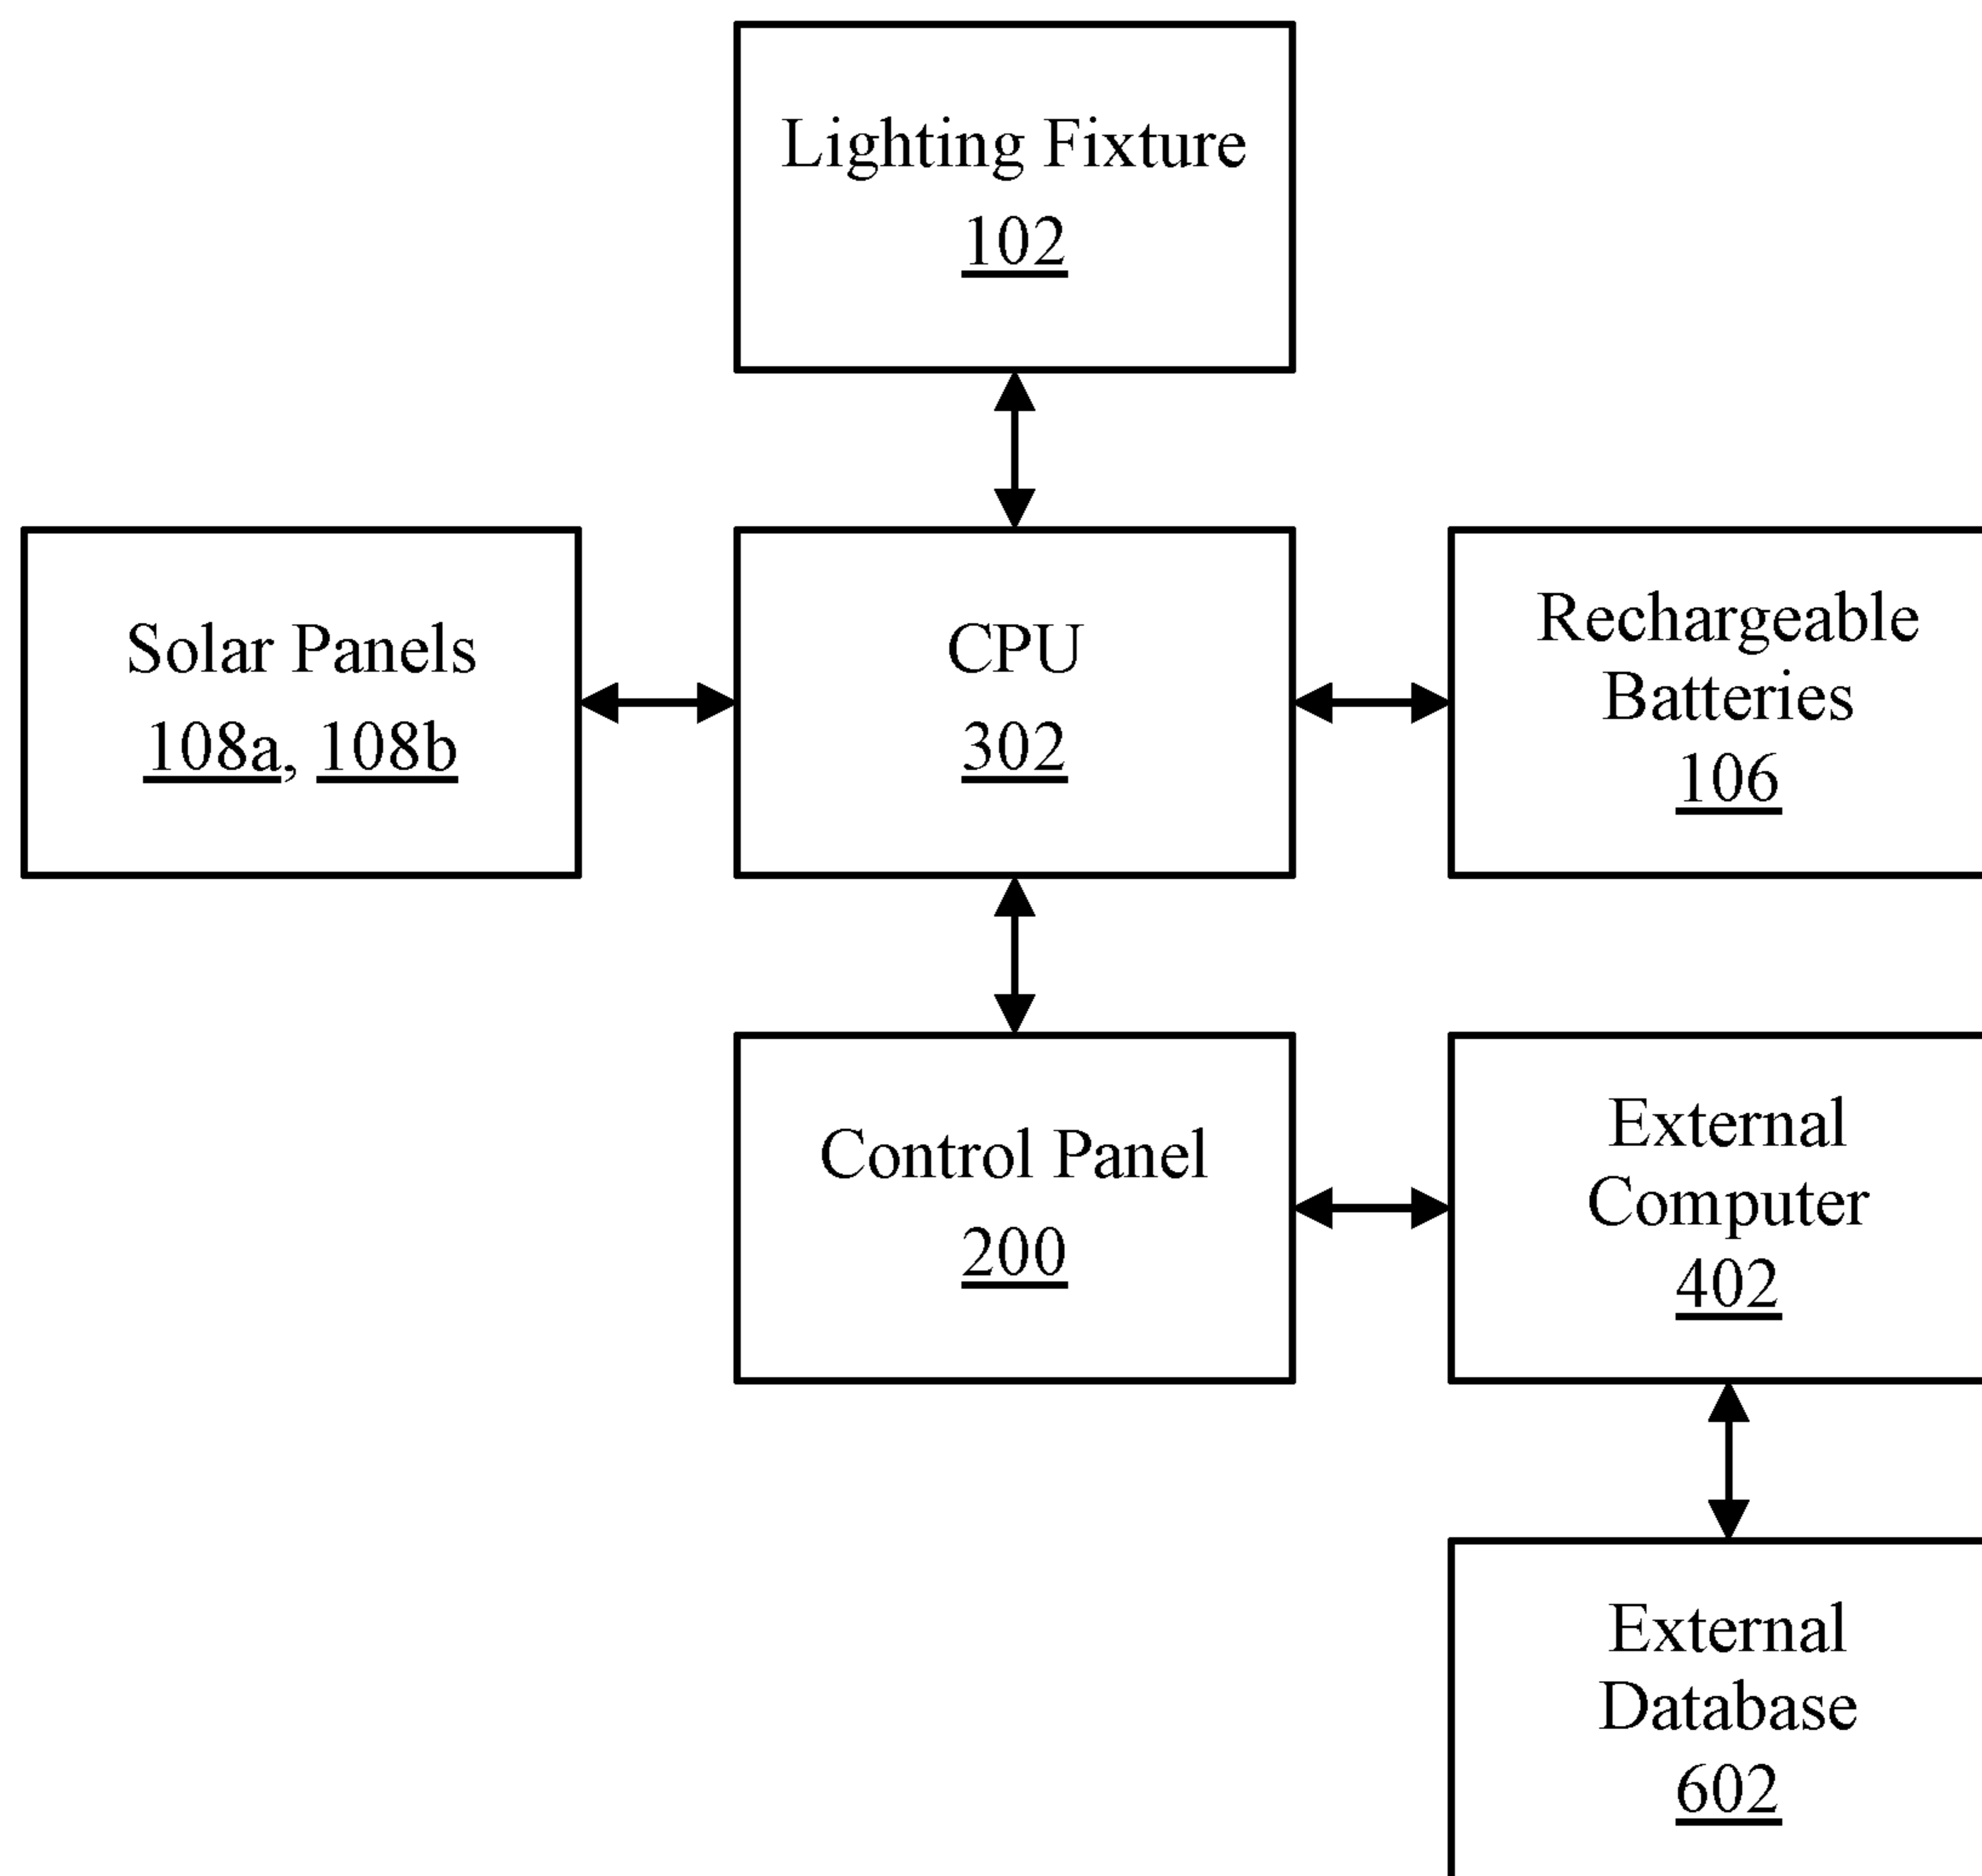 Lighting Fixture
102
Solar Panels
108a, 108b
CPU
302
Rechargeable
Batteries
106
Control Panel
200
External
Computer
402
External
Database
602